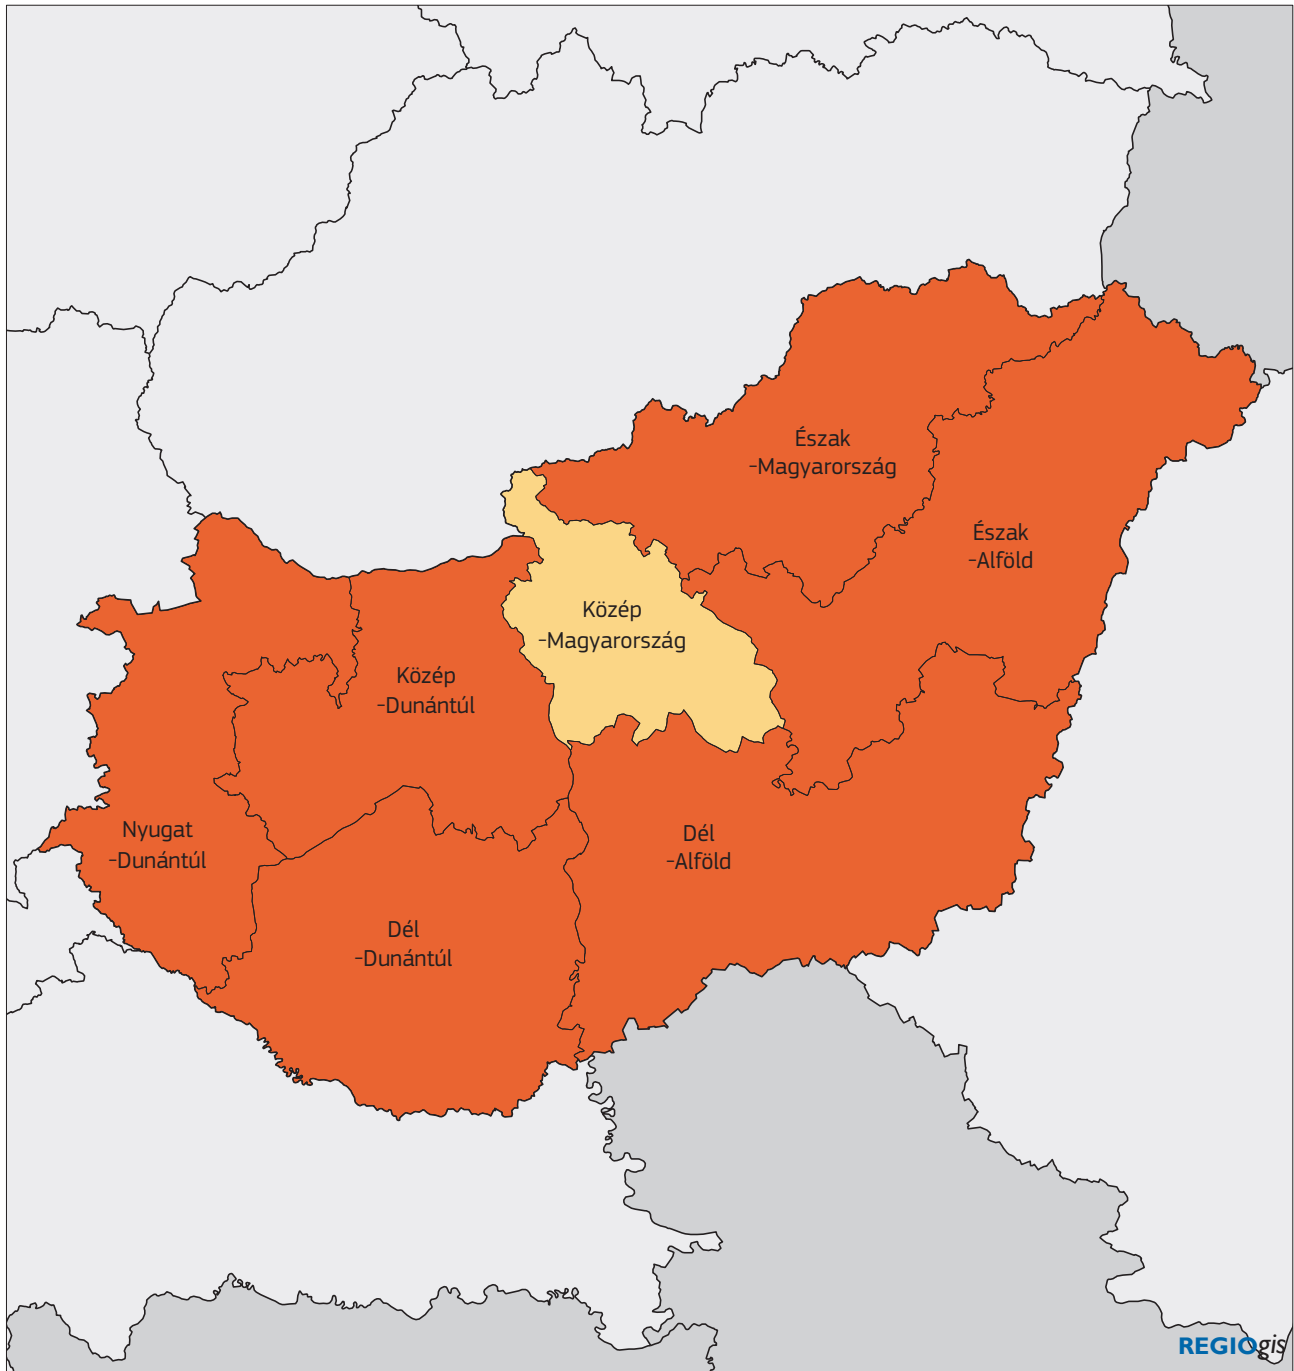 Észak
-Magyarország
Észak
-Alföld
Közép
-Magyarország
Közép
-Dunántúl
Nyugat
-Dunántúl
Dél
-Alföld
Dél
-Dunántúl
REGIOgis